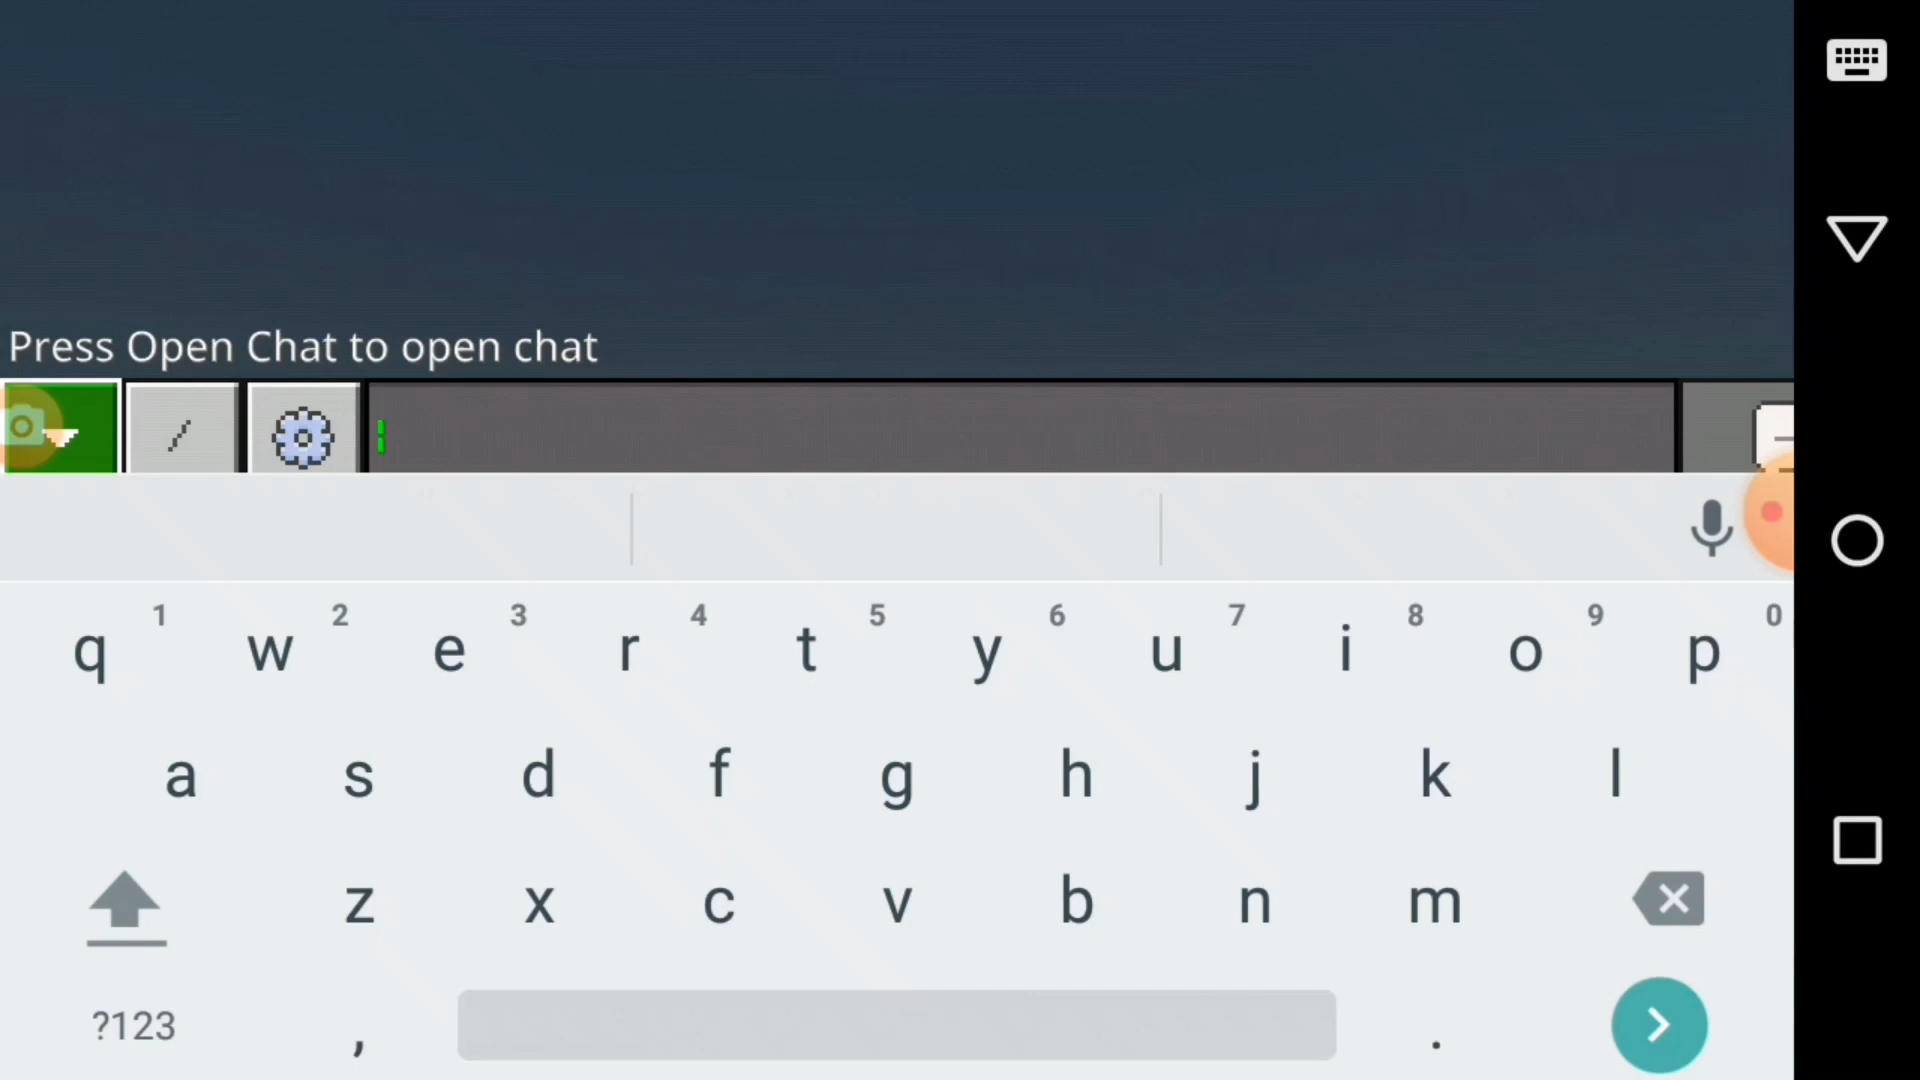 Press Open Chat to open chat
/
1 2 3 4 5 6 7 8 9 0
q w e r t y u i o p
a s d f g h j k l
z x c v b n m
?123 , .